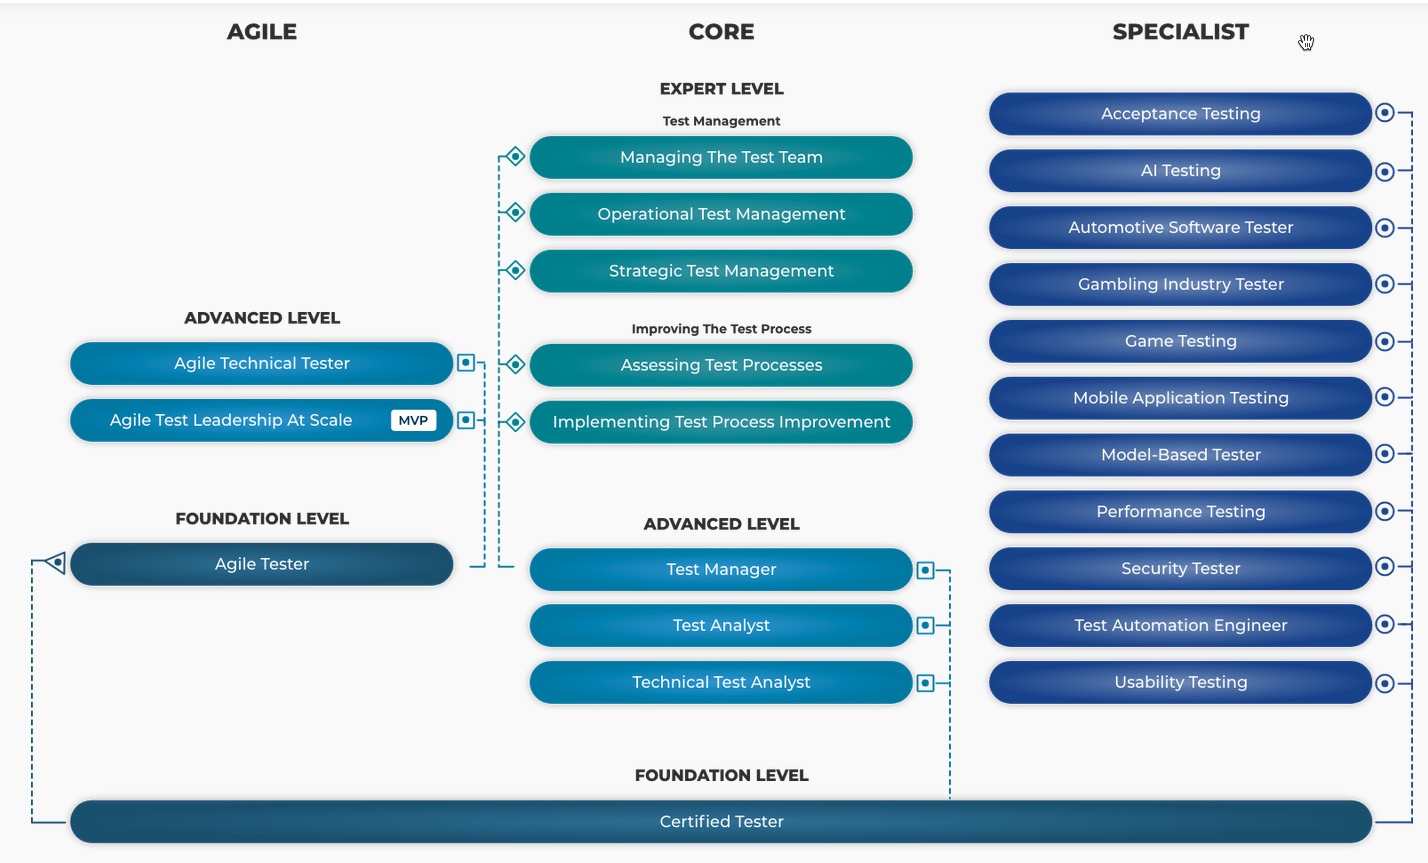 AGILE
CORE
SPECIALIST
ADVANCED LEVEL
Agile Technical Tester
Agile Test Leadership At Scale MVP
FOUNDATION LEVEL
Agile Tester
EXPERT LEVEL
Test Management
Managing The Test Team
Operational Test Management
Strategic Test Management
Improving The Test Process
Assessing Test Processes
Implementing Test Process Improvement
ADVANCED LEVEL
Test Manager
Test Analyst
Technical Test Analyst
Acceptance Testing
AI Testing
Automotive Software Tester
Gambling Industry Tester
Game Testing
Mobile Application Testing
Model-Based Tester
Performance Testing
Security Tester
Test Automation Engineer
Usability Testing
FOUNDATION LEVEL
Certified Tester